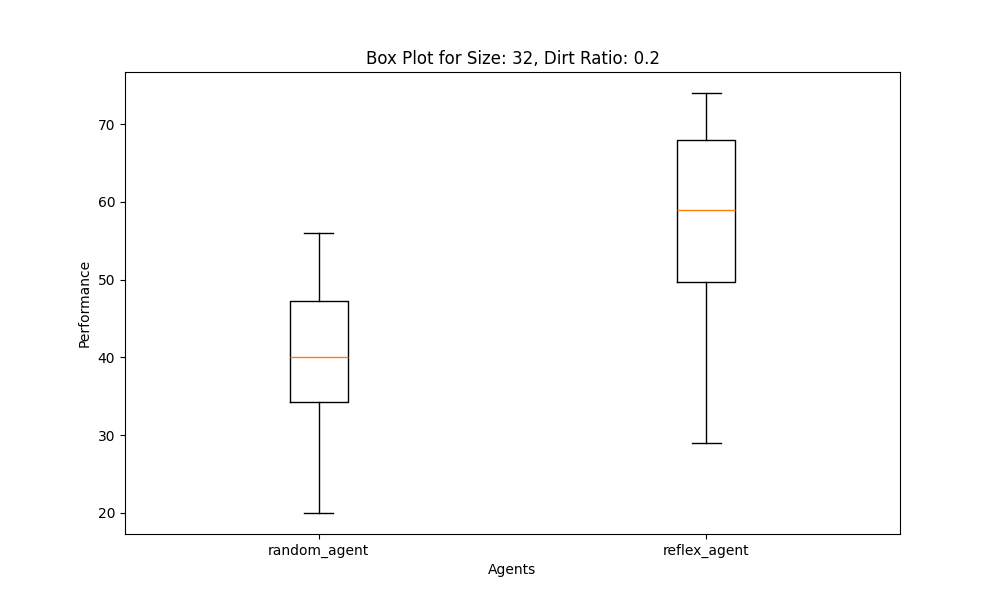 Box Plot for Size: 32, Dirt Ratio: 0.2
70
60
50
40
30
20
Performance
random_agent
reflex_agent
Agents